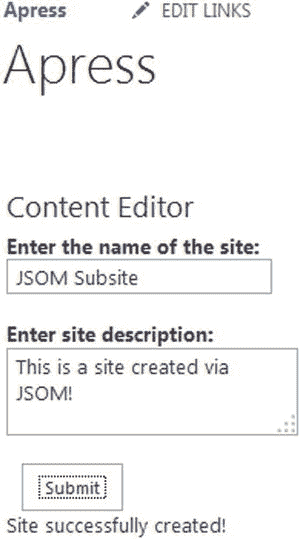 Apress EDIT LINKS
Apress
Content Editor
Enter the name of the site:
JSOM Subsite
Enter site description:
This is a site created via
JSOM!
Submit
Site successfully created!